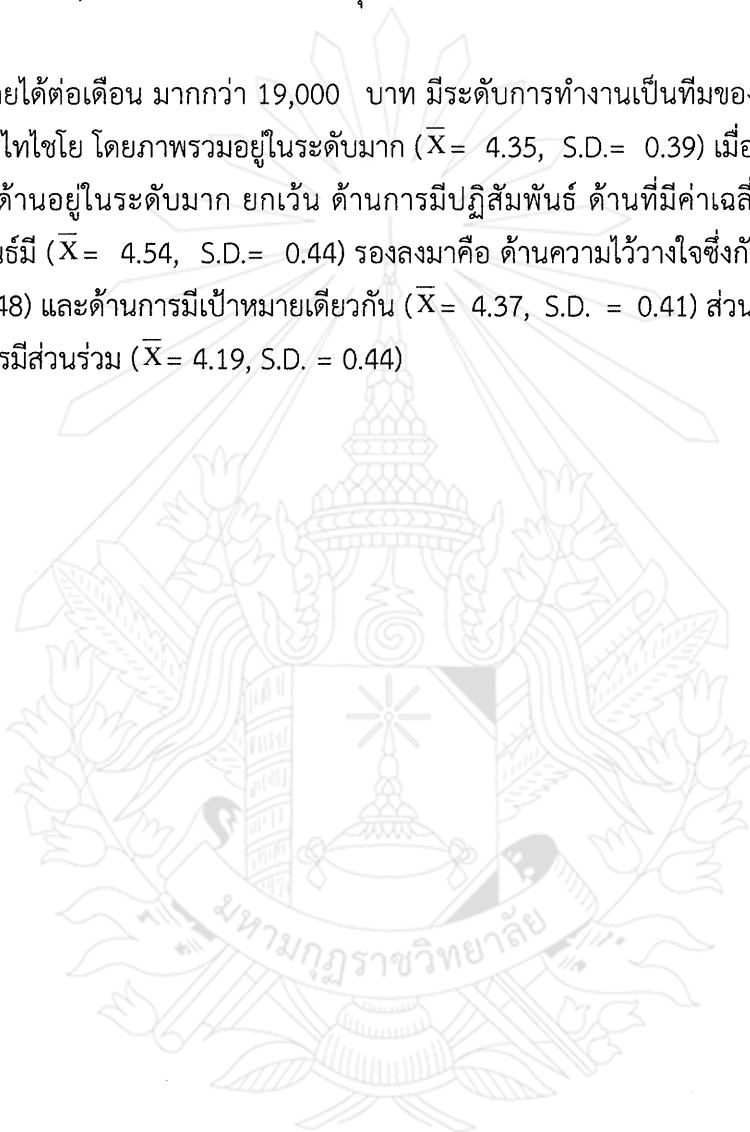 ยได้ต่อเดือน มากกว่า 19,000 บาท มีระดับการทำงานเป็นทีมของ
ไทไชโย โดยภาพรวมอยู่ในระดับมาก (X̅ = 4.35, S.D.= 0.39) เมื่อ
ด้านอยู่ในระดับมาก ยกเว้น ด้านการมีปฏิสัมพันธ์ ด้านที่มีค่าเฉลี่
นธ์มี (X̅ = 4.54, S.D.= 0.44) รองลงมาคือ ด้านความไว้วางใจซึ่งกั
48) และด้านการมีเป้าหมายเดียวกัน (X̅ = 4.37, S.D. = 0.41) ส่วน
รมีส่วนร่วม (X̅ = 4.19, S.D. = 0.44)
มหามกุฏราชวิทยาลัย